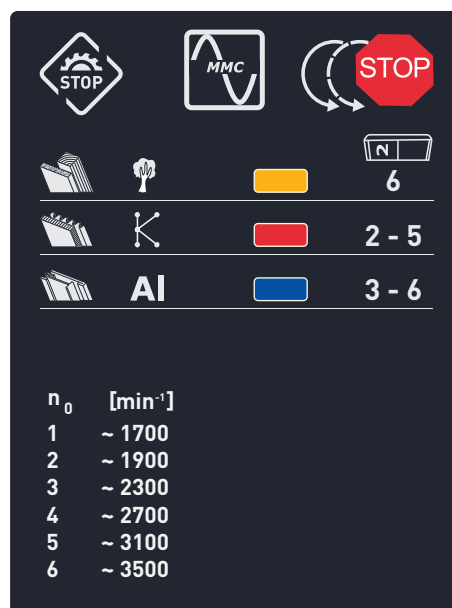 STOP
MMC
STOP
2
6
2 - 5
Al
3 - 6
n0 [min-1]
1 ~ 1700
2 ~ 1900
3 ~ 2300
4 ~ 2700
5 ~ 3100
6 ~ 3500